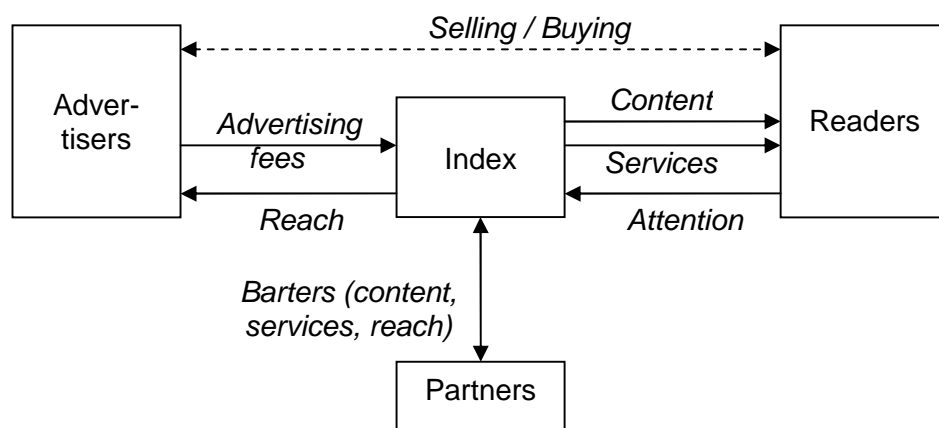 Selling / Buying
Adver-
tisers
Advertising
fees
Reach
Index
Content
Services
Attention
Readers
Barters (content,
services, reach)
Partners